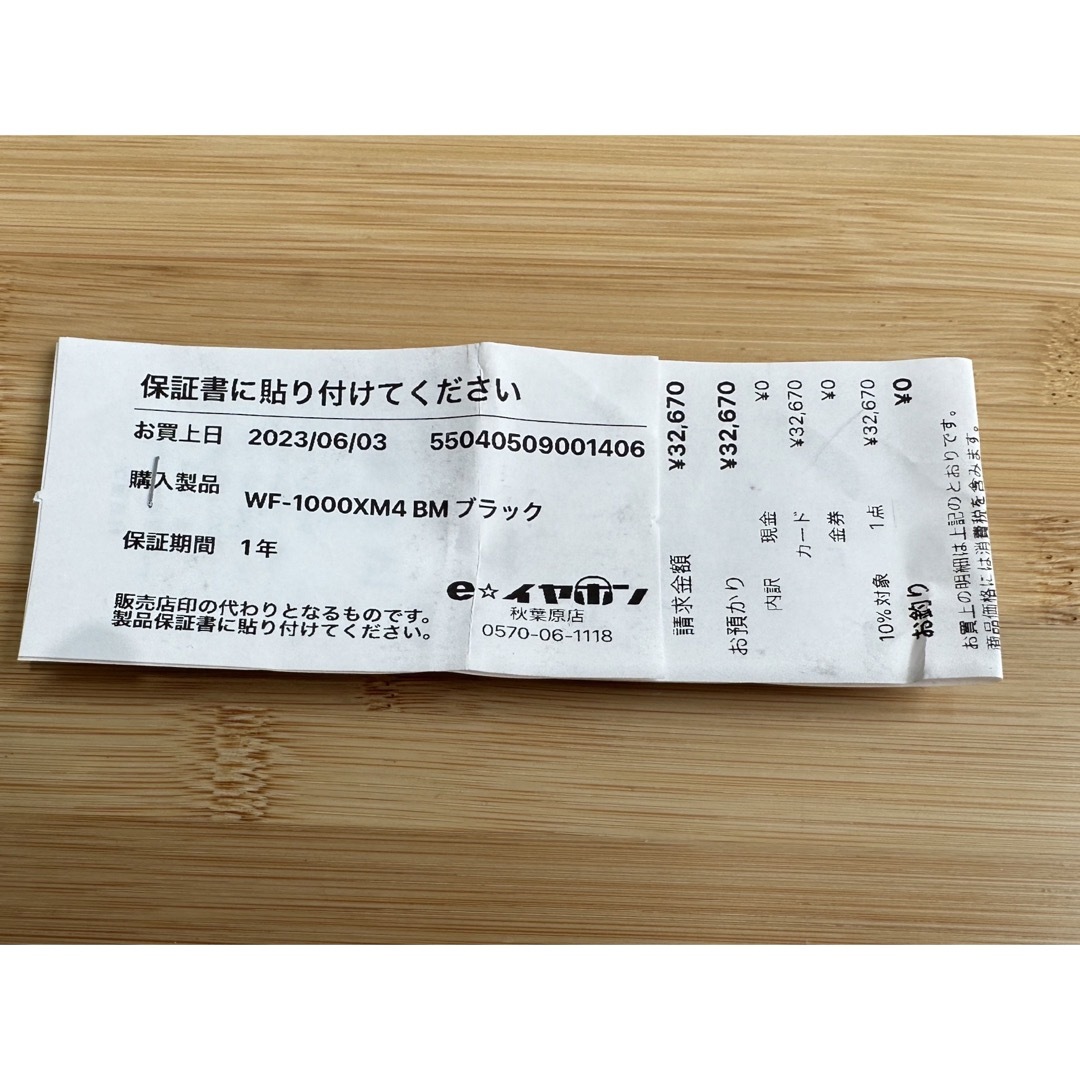 保証書に貼り付けてください
お買上日 2023/06/03 55040509001406
購入製品 WF-1000XM4 BM ブラック
保証期間 1年
販売店印の代わりとなるものです。
製品保証書に貼り付けてください。
e☆イヤホン
秋葉原店
0570-06-1118
請求金額 ¥32,670
お預かり ¥32,670
内訳 現金 ¥0
カード ¥32,670
金券 ¥0
10%対象 1点 ¥32,670
お釣り ¥0
お買上の明細は上記のとおりです。
商品価格には消費税を含みます。